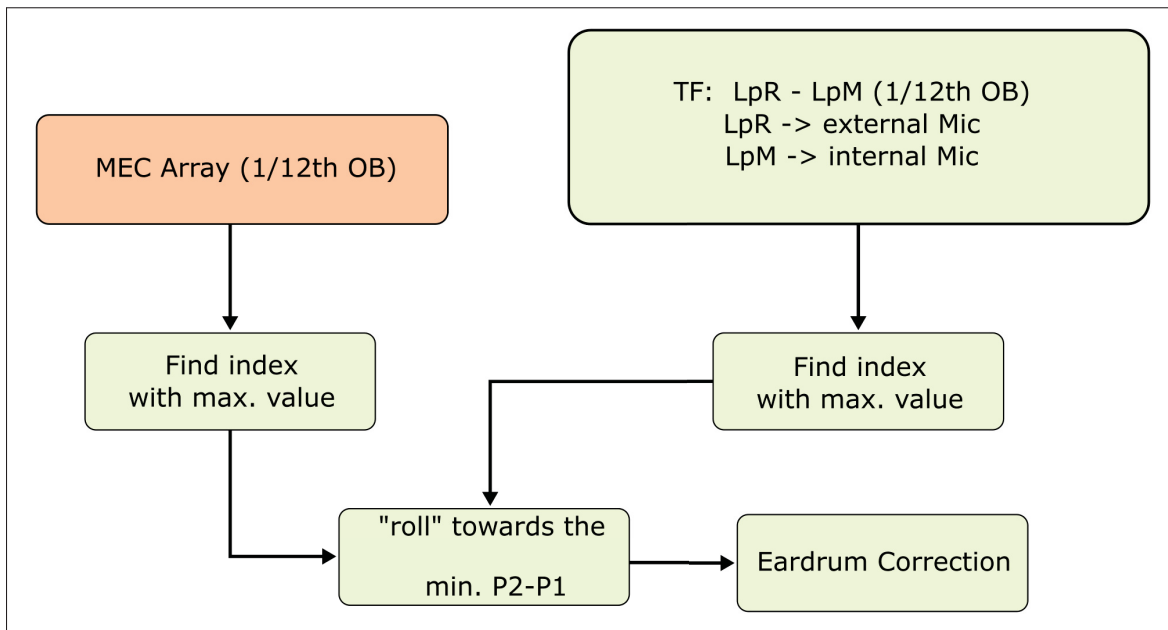 MEC Array (1/12th OB)
TF:  LpR - LpM (1/12th OB)
LpR -> external Mic
LpM -> internal Mic
Find index
with max. value
Find index
with max. value
"roll" towards the
min. P2-P1
Eardrum Correction